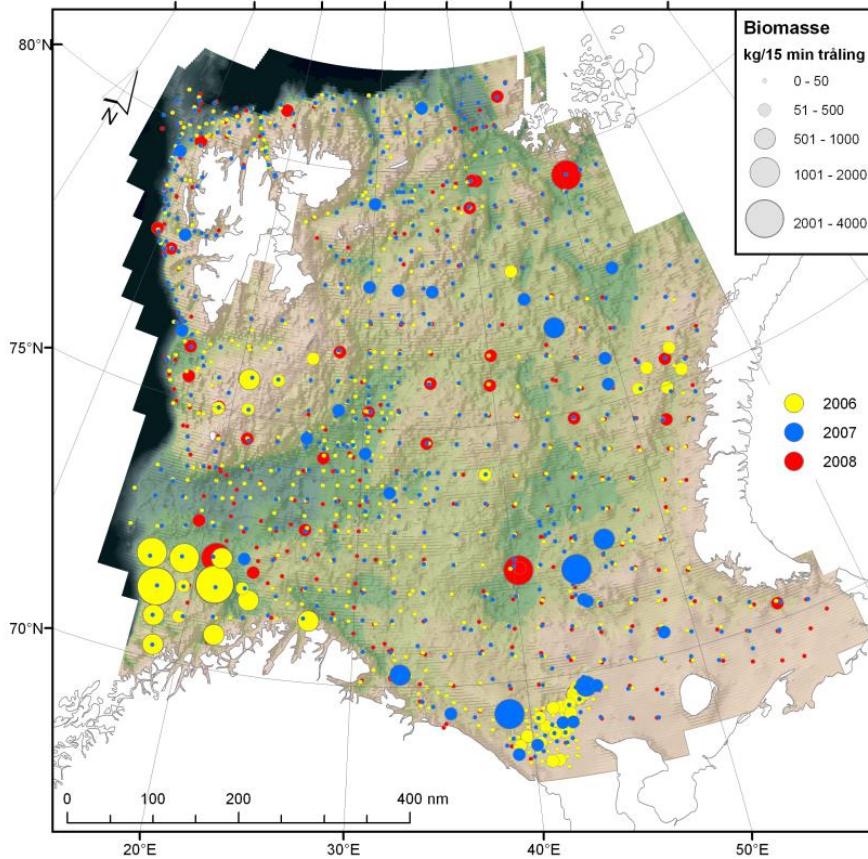 80°N
75°N
70°N
N
Biomasse
kg/15 min tråling
0 - 50
51 - 500
501 - 1000
1001 - 2000
2001 - 4000
2006
2007
2008
0 100 200 400 nm
20°E 30°E 40°E 50°E